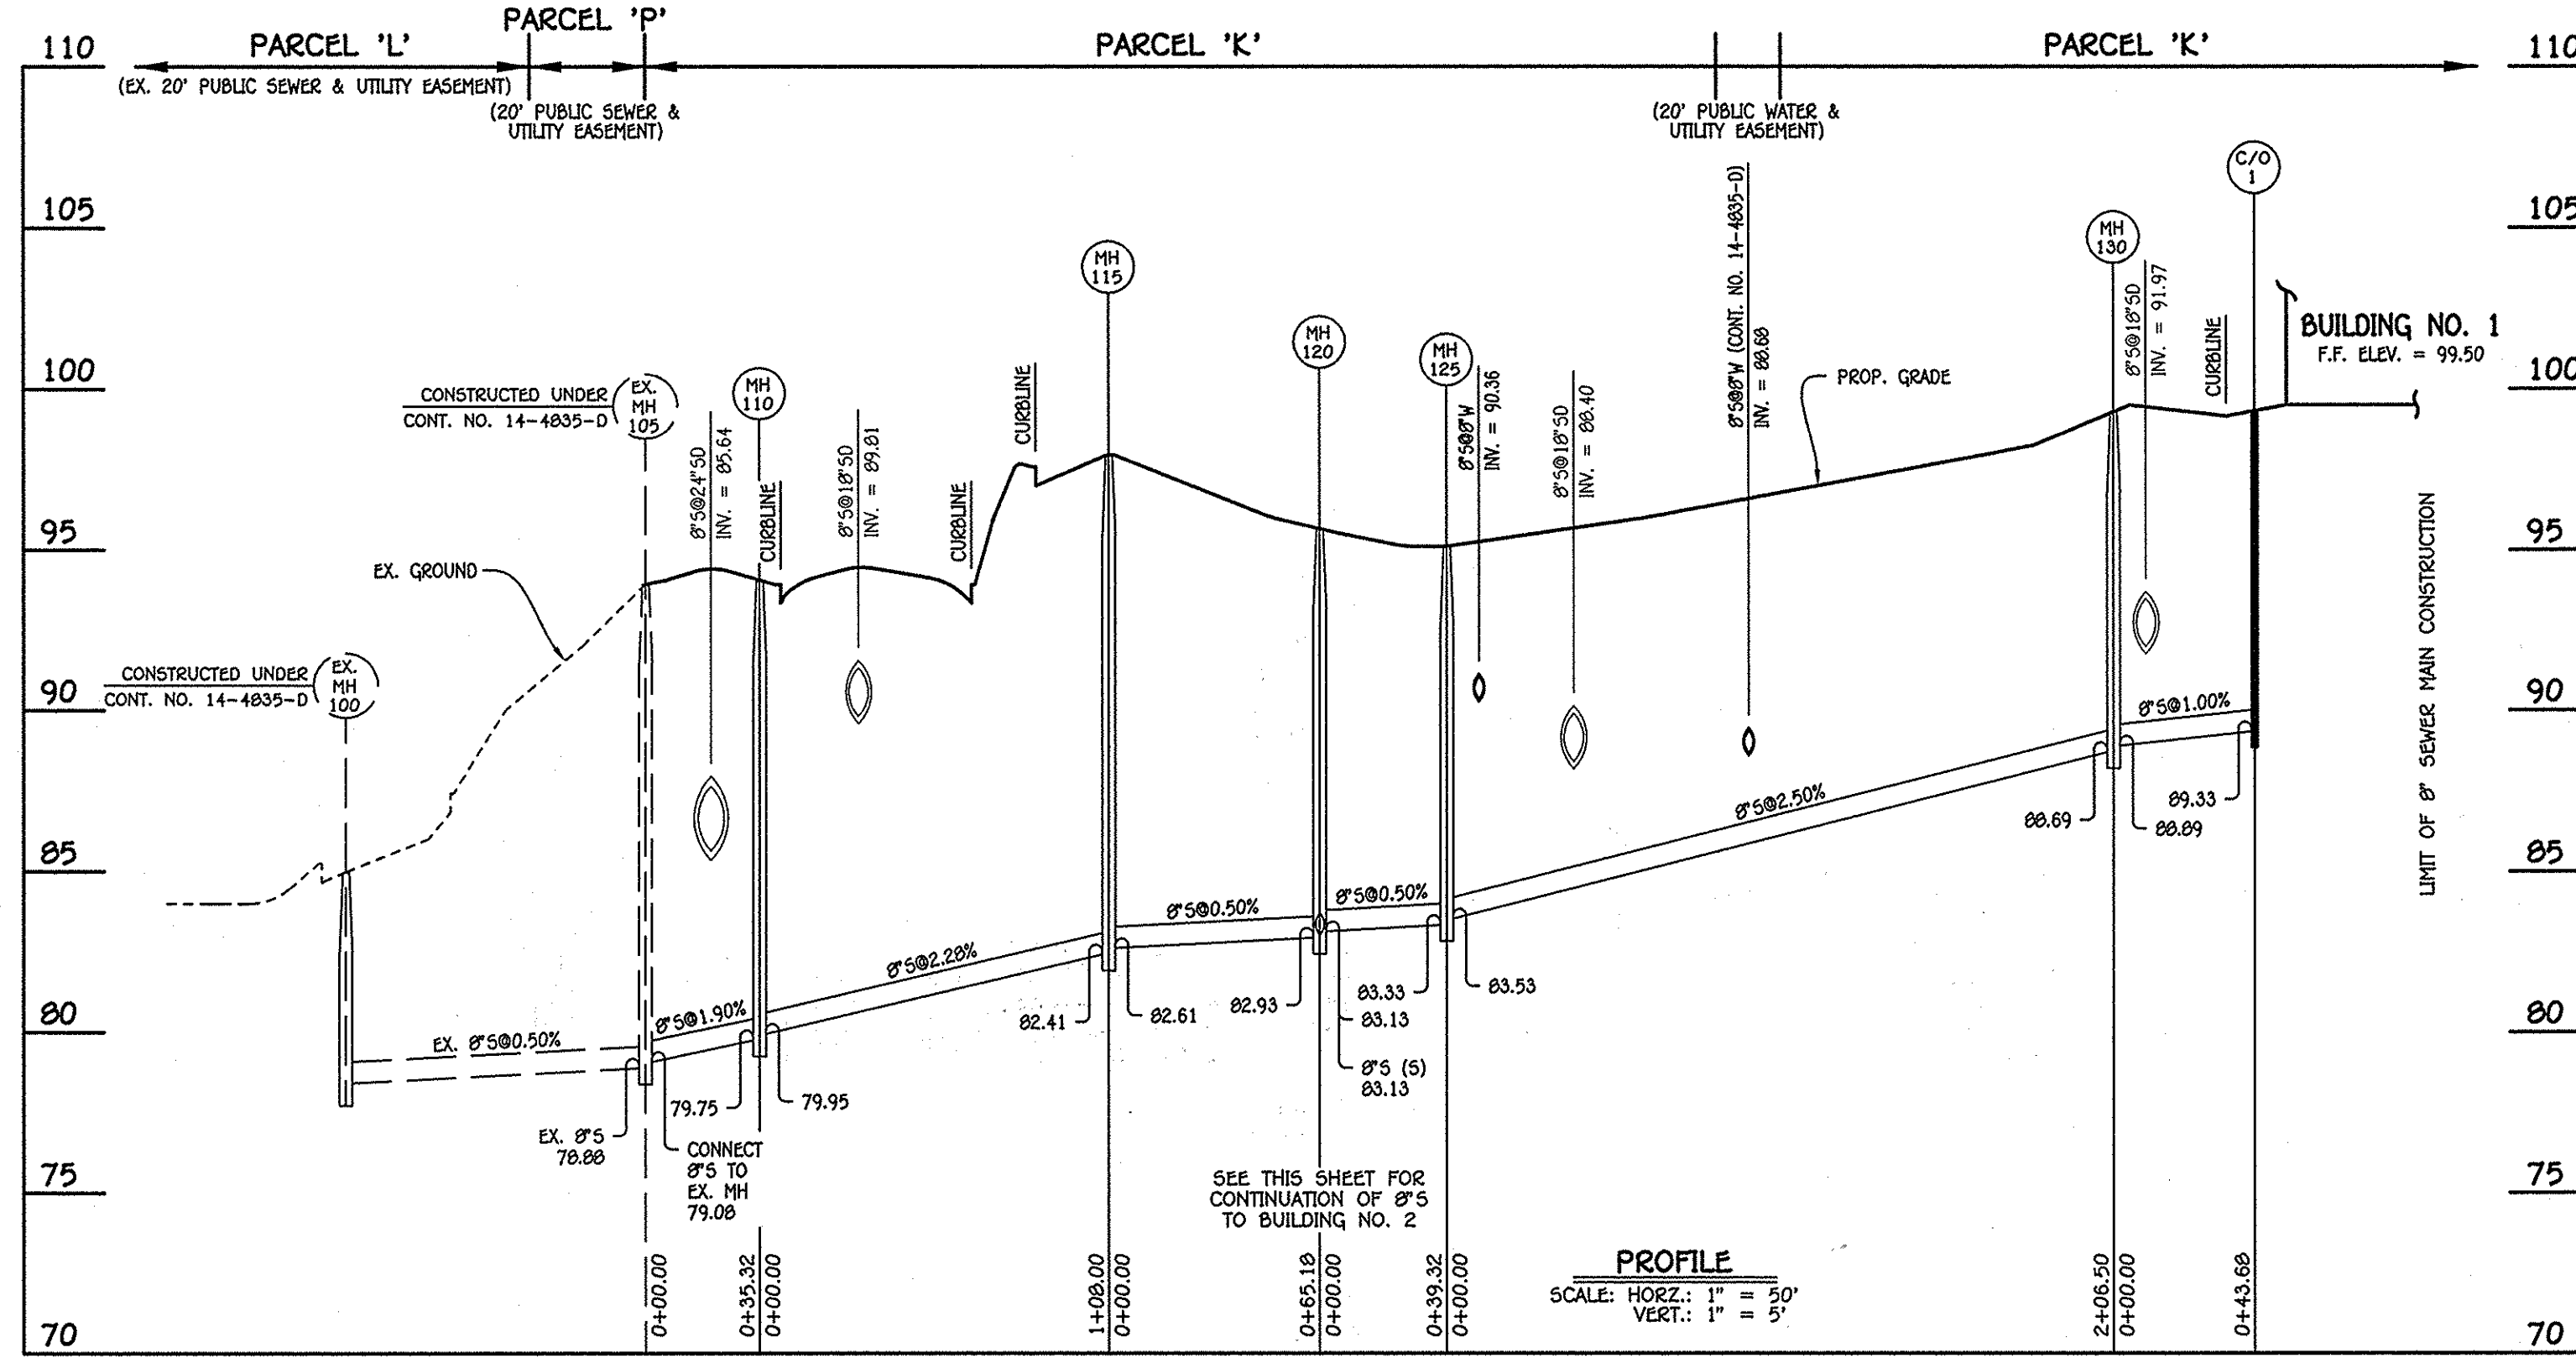 PARCEL 'L'
PARCEL 'P'
PARCEL 'K'
PARCEL 'K'
(EX. 20' PUBLIC SEWER & UTILITY EASEMENT)
(20' PUBLIC SEWER &
UTILITY EASEMENT)
(20' PUBLIC WATER &
UTILITY EASEMENT)
110
105
100
95
90
85
80
75
70
110
105
100
95
90
85
80
75
70
CONSTRUCTED UNDER
CONT. NO. 14-4835-D
EX.
MH
100
CONSTRUCTED UNDER
CONT. NO. 14-4835-D
EX.
MH
105
EX. GROUND
8"S@24"SD
INV. = 85.64
MH
110
CURBLINE
8"S@18"SD
INV. = 89.81
CURBLINE
CURBLINE
MH
115
MH
120
MH
125
8"S@8"W
INV. = 90.36
8"S@18"SD
INV. = 88.40
8"S@8"W (CONT. NO. 14-4835-D)
INV. = 88.68
PROP. GRADE
MH
130
8"S@18"SD
INV. = 91.97
CURBLINE
C/O
1
BUILDING NO. 1
F.F. ELEV. = 99.50
LIMIT OF 8" SEWER MAIN CONSTRUCTION
EX. 8"S@0.50%
8"S@1.90%
8"S@2.28%
8"S@0.50%
8"S@0.50%
8"S@2.50%
8"S@1.00%
EX. 8"S
78.88
CONNECT
8"S TO
EX. MH
79.08
79.75
79.95
82.41
82.61
82.93
83.13
8"S (S)
83.13
83.33
83.53
88.69
88.89
89.33
SEE THIS SHEET FOR
CONTINUATION OF 8"S
TO BUILDING NO. 2
0+00.00
0+35.32
0+00.00
1+08.00
0+00.00
0+65.18
0+00.00
0+39.32
0+00.00
2+06.50
0+00.00
0+43.68
PROFILE
SCALE: HORZ.: 1" = 50'
VERT.: 1" = 5'